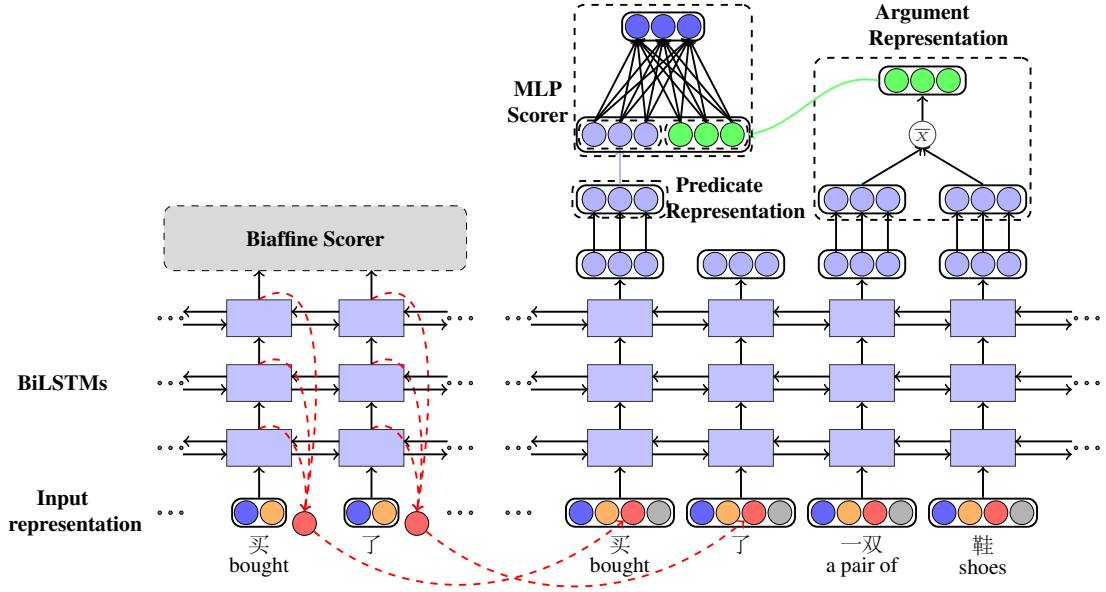 Argument
Representation
MLP
Scorer
x̅
Predicate
Representation
Biaffine Scorer
BiLSTMs
Input
representation
买
了
买
了
一双
鞋
bought
bought
a pair of
shoes